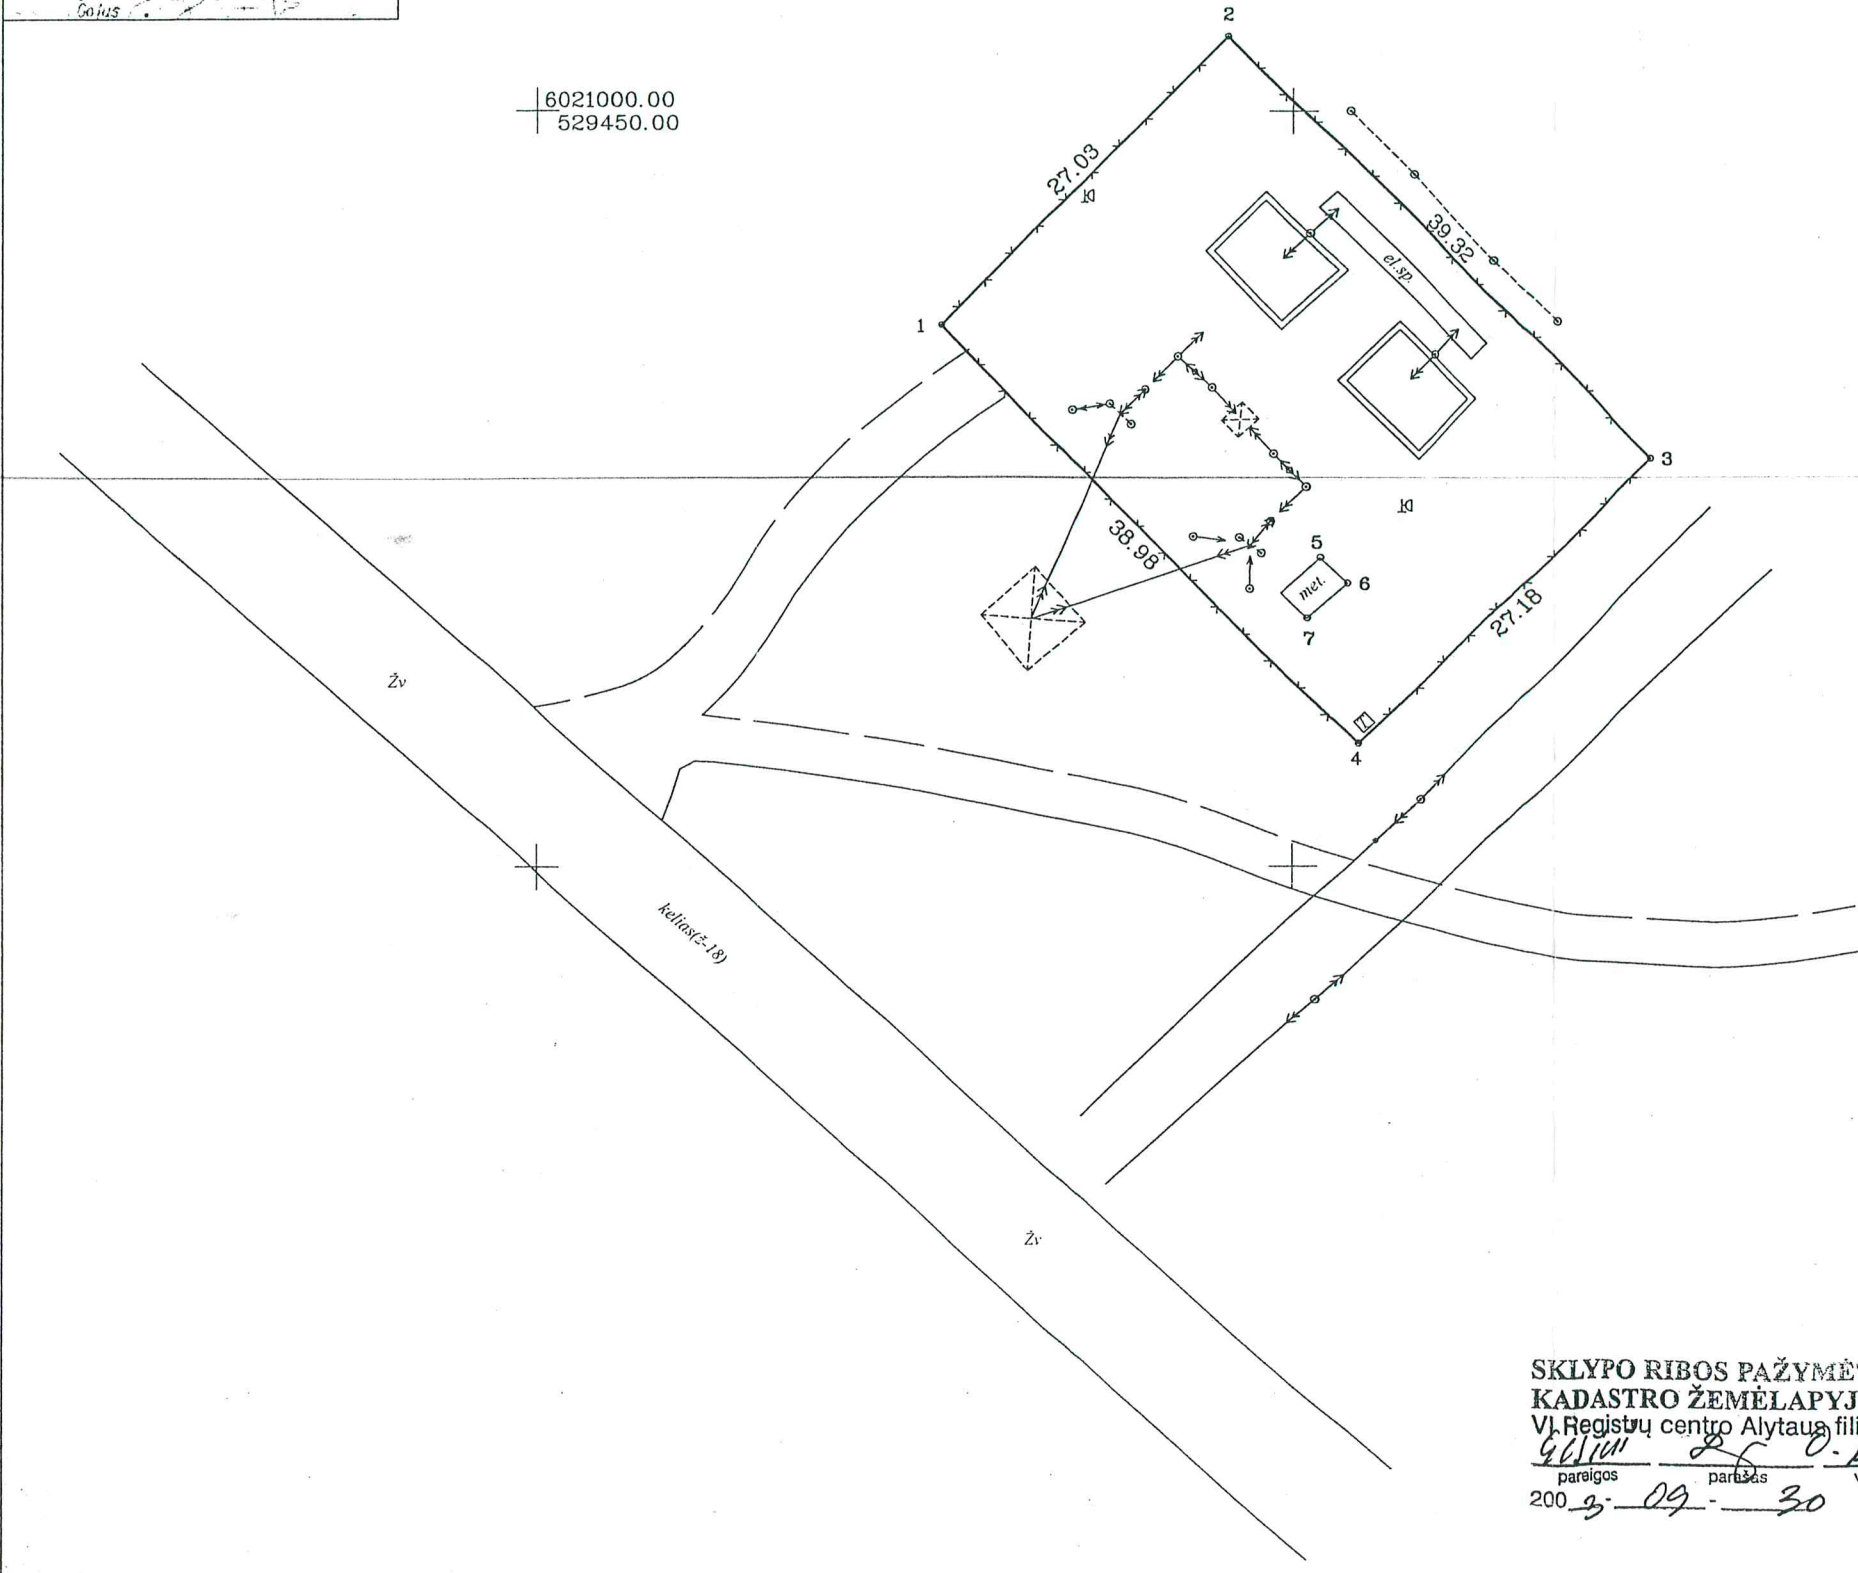 Gojus
2
6021000.00
529450.00
27.03
39.32
el.sp.
1
3
38.98
5
met.
6
7
27.18
Žv
T
4
kelias(ž-18)
Žv
SKLYPO RIBOS PAŽYMĖ
KADASTRO ŽEMĖLAPYJ
VĮ Registrų centro Alytaus fili
pareigos parašas v
200 3 - 09 - 30